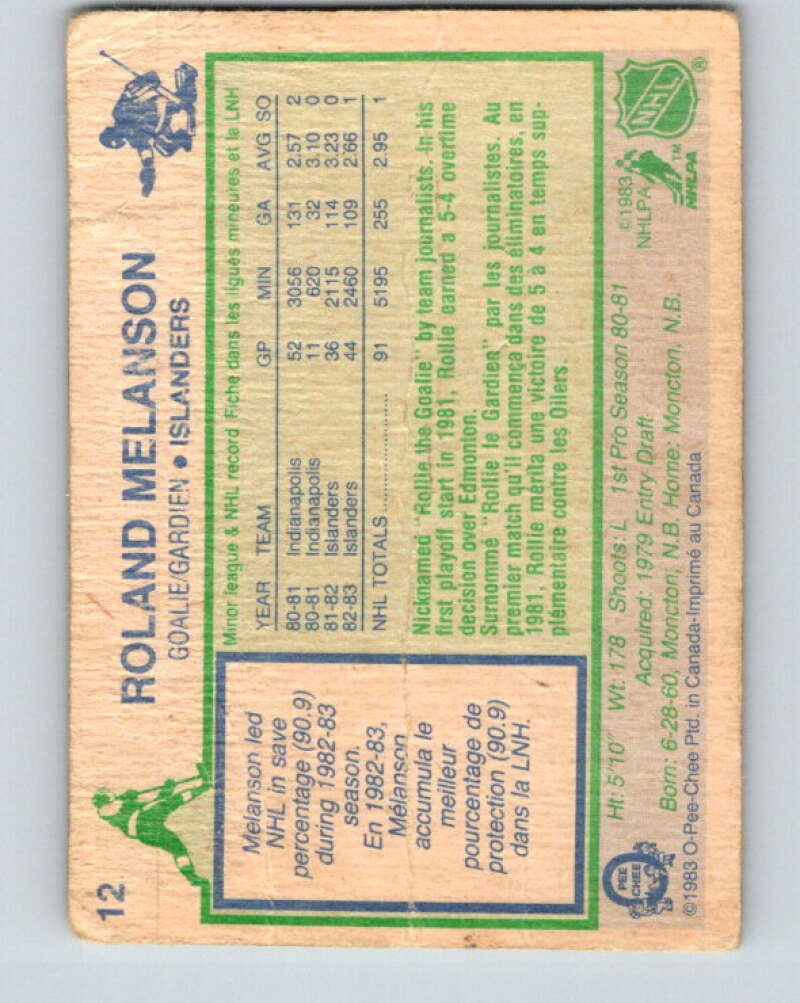 12
ROLAND MELANSON
GOALIE/GARDIEN • ISLANDERS
Minor league & NHL record Fiche dans les ligues mineures et la LNH
YEAR TEAM GP MIN GA AVG SO
80-81 Indianapolis 52 3056 131 2.57 2
80-81 Indianapolis 11 620 32 3.10 0
81-82 Islanders 36 2115 114 3.23 0
82-83 Islanders 44 2460 109 2.66 1
NHL TOTALS 91 5195 255 2.95 1
Melanson led
NHL in save
percentage (90.9)
during 1982-83
season.
En 1982-83,
Mélanson
accumula le
meilleur
pourcentage de
protection (90.9)
dans la LNH.
Nicknamed "Rollie the Goalie" by team journalists. In his
first playoff start in 1981, Rollie earned a 5-4 overtime
decision over Edmonton.
Surnommé "Rollie le Gardien" par les journalistes. Au
premier match qu'il commença dans des éliminatoires, en
1981, Rollie mérita une victoire de 5 à 4 en temps sup-
plémentaire contre les Oilers.
Ht: 5'10" Wt. 178 Shoots: L 1st Pro Season 80-81
Acquired: 1979 Entry Draft
Born: 6-28-60, Moncton, N.B. Home: Moncton, N.B.
©1983 O-Pee-Chee Ptd. in Canada-Imprimé au Canada
O PEE CHEE
©1983
NHLPA
NHLPA TM
NHL ®